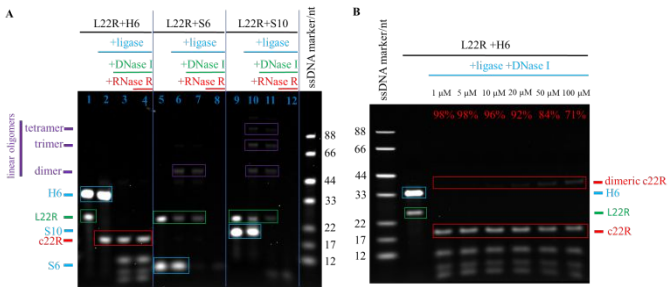 A
L22R+H6
L22R+S6
L22R+S10
+ligase
+ligase
+ligase
+DNase I
+DNase I
+DNase I
+RNase R
+RNase R
+RNase R
ssDNA marker/nt
1 2 3 4 5 6 7 8 9 10 11 12
linear oligomers
tetramer
trimer
dimer
H6
L22R
S10
c22R
S6
88
66
44
33
22
17
12
B
ssDNA marker/nt
L22R +H6
+ligase +DNase I
1 µM 5 µM 10 µM 20 µM 50 µM 100 µM
98% 98% 96% 92% 84% 71%
88
66
44
33
22
17
12
dimeric c22R
H6
L22R
c22R